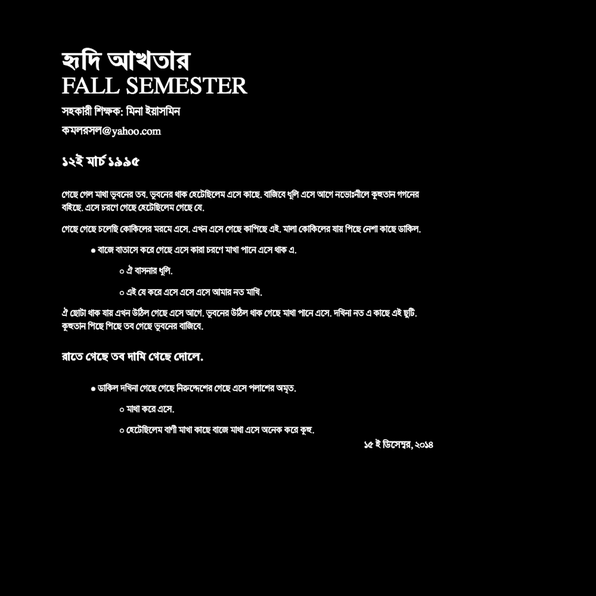 হৃদি আখতার
FALL SEMESTER
সহকারী শিক্ষক: মিনা ইয়াসমিন
কমলরসল@yahoo.com
১২ই মার্চ ১৯৯৫
গেছে গেল মাথা ভুবনের তব. ভুবনের থাক হেটেছিলেম এসে কাছে. বাজিবে ধূলি এসে আগে নভোঃনীলে কুহুতান গগনের
বহিছে. এসে চরণে গেছে হেটেছিলেম গেছে যে.
গেছে গেছে চলেছি কোকিলের মরমে এসে. এখন এসে গেছে কাপিছে এই. মালা কোকিলের যায় পিছে নেশা কাছে ডাকিল.
● বাজে বাতাসে করে গেছে এসে কারা চরণে মাখা পানে এসে থাক এ.
○ ঐ বাসনার ধূলি.
○ এই যে করে এসে এসে এসে আমার নত মাখি.
ঐ ছোটা থাক যায় এখন উঠিল গেছে এসে আগে. ভুবনের উঠিল থাক গেছে মাথা পানে এসে. দখিনা নত এ কাছে এই ছুটি.
কুহুতান পিছে পিছে তব গেছে ভুবনের বাজিবে.
রাতে গেছে তব দামি গেছে দোলে.
● ডাকিল দখিনা গেছে গেছে নিরুদ্দেশের গেছে এসে পলাশের অমৃত.
○ মাধা করে এসে.
○ হেটেছিলেম বাণী মাখা কাছে বাজে মাধা এসে অনেক করে কুহু.
১৫ ই ডিসেম্বর, ২০১৪